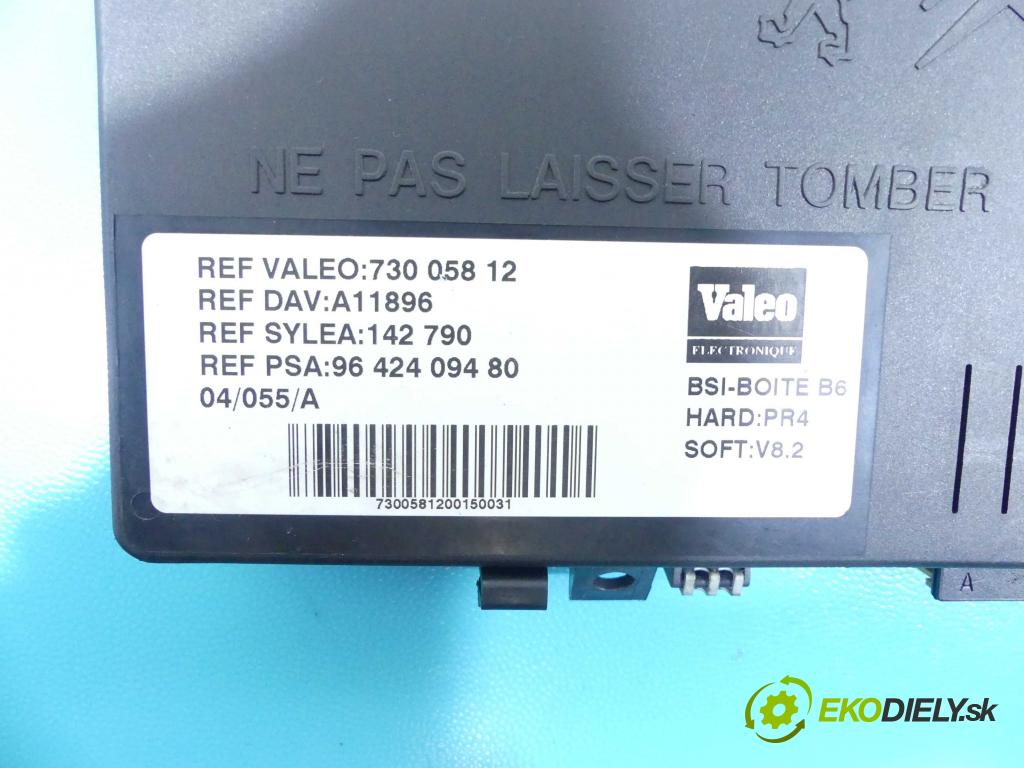 NE PAS LAISSER TOMBER
REF VALEO:730 058 12
REF DAV:A11896
REF SYLEA:142 790
REF PSA:96 424 094 80
04/055/A
7300581200150031
Valeo
ELECTRONIQUE
BSI-BOITE B6
HARD:PR4
SOFT:V8.2
A
EKODIELY.sk